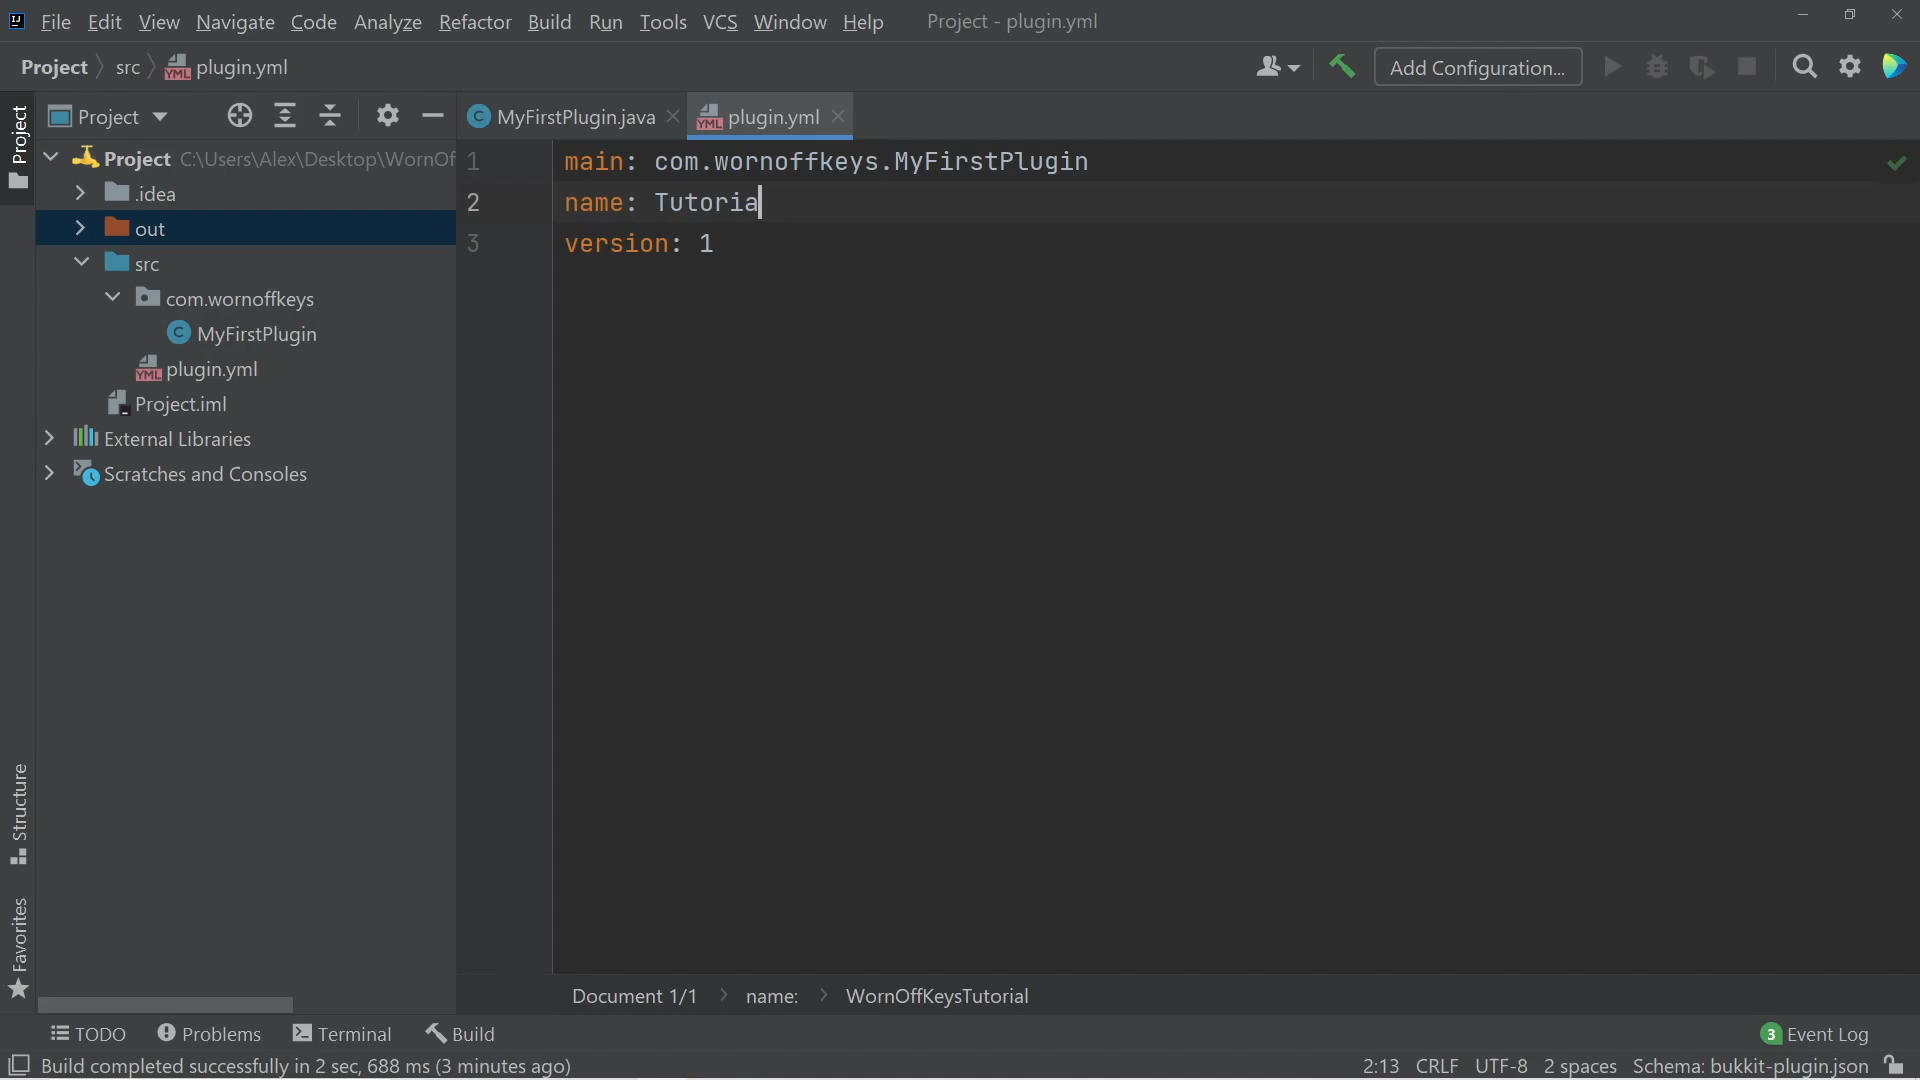 File Edit View Navigate Code Analyze Refactor Build Run Tools VCS Window Help Project - plugin.yml
Project src plugin.yml Add Configuration...
Project MyFirstPlugin.java plugin.yml
Project C:\Users\Alex\Desktop\WornOf
.idea
out
src
com.wornoffkeys
MyFirstPlugin
plugin.yml
Project.iml
External Libraries
Scratches and Consoles
1 main: com.wornoffkeys.MyFirstPlugin
2 name: Tutoria
3 version: 1
Project
Structure
Favorites
Document 1/1 name: WornOffKeysTutorial
TODO Problems Terminal Build 3 Event Log
Build completed successfully in 2 sec, 688 ms (3 minutes ago) 2:13 CRLF UTF-8 2 spaces Schema: bukkit-plugin.json